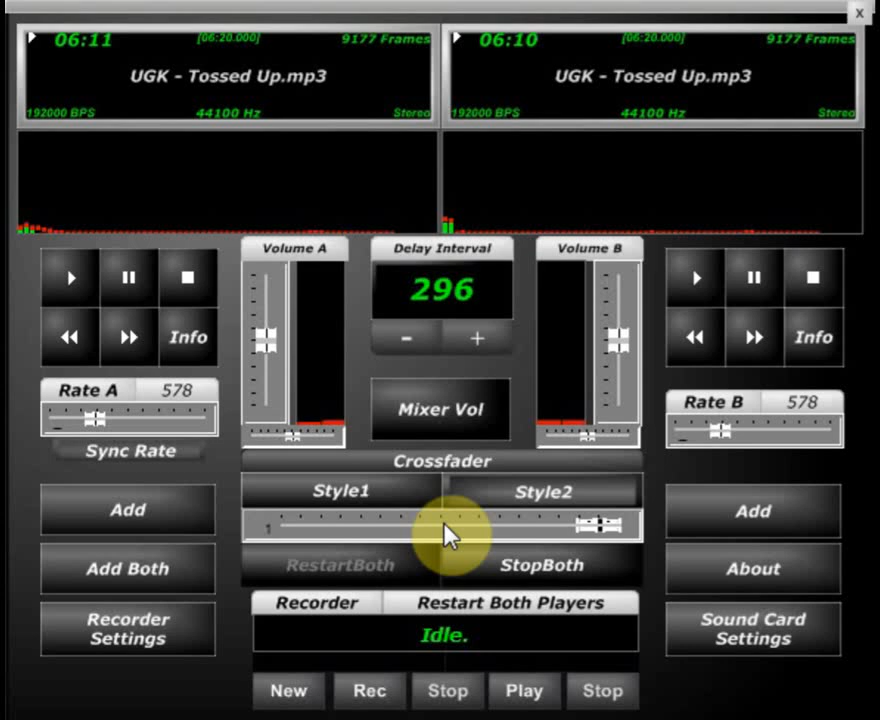 x
06:11 [06:20.000] 9177 Frames
UGK - Tossed Up.mp3
192000 BPS 44100 Hz Stereo
06:10 [06:20.000] 9177 Frames
UGK - Tossed Up.mp3
192000 BPS 44100 Hz Stereo
Volume A
Delay Interval
Volume B
296
- +
Info
Info
Rate A 578
Sync Rate
Mixer Vol
Rate B 578
Crossfader
Style1 Style2
1
RestartBoth StopBoth
Add
Add Both
Recorder
Settings
Add
About
Sound Card
Settings
Recorder Restart Both Players
Idle.
New Rec Stop Play Stop